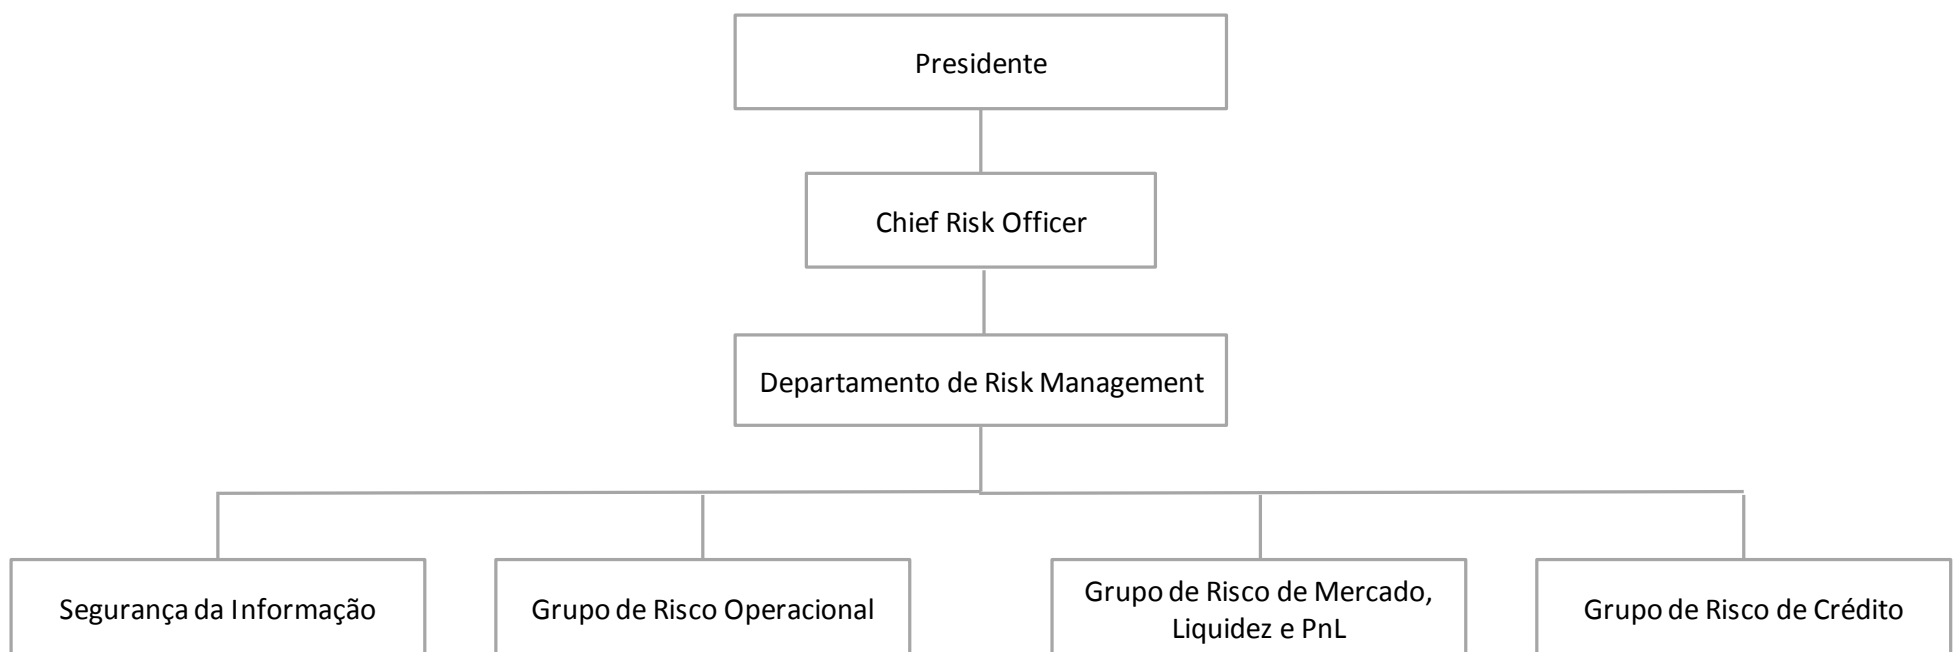 Presidente
Chief Risk Officer
Departamento de Risk Management
Segurança da Informação
Grupo de Risco Operacional
Grupo de Risco de Mercado,
Liquidez e PnL
Grupo de Risco de Crédito